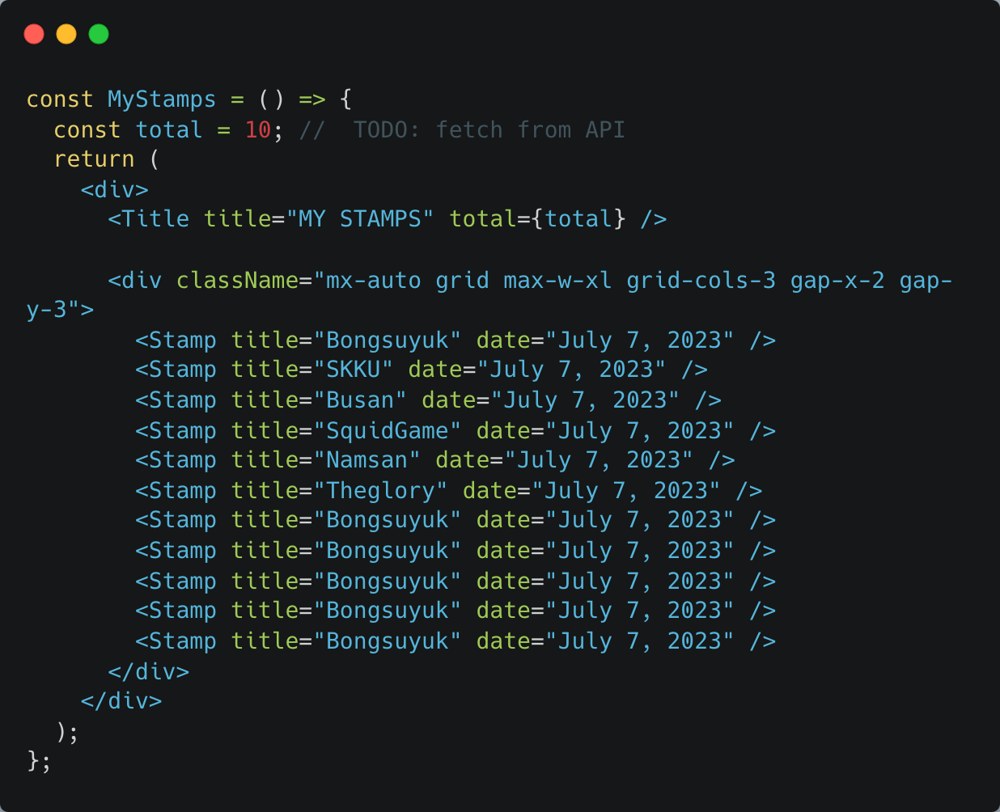 const MyStamps = () => {
  const total = 10; //  TODO: fetch from API
  return (
    <div>
      <Title title="MY STAMPS" total={total} />

      <div className="mx-auto grid max-w-xl grid-cols-3 gap-x-2 gap-
y-3">
        <Stamp title="Bongsuyuk" date="July 7, 2023" />
        <Stamp title="SKKU" date="July 7, 2023" />
        <Stamp title="Busan" date="July 7, 2023" />
        <Stamp title="SquidGame" date="July 7, 2023" />
        <Stamp title="Namsan" date="July 7, 2023" />
        <Stamp title="Theglory" date="July 7, 2023" />
        <Stamp title="Bongsuyuk" date="July 7, 2023" />
        <Stamp title="Bongsuyuk" date="July 7, 2023" />
        <Stamp title="Bongsuyuk" date="July 7, 2023" />
        <Stamp title="Bongsuyuk" date="July 7, 2023" />
        <Stamp title="Bongsuyuk" date="July 7, 2023" />
      </div>
    </div>
  );
};